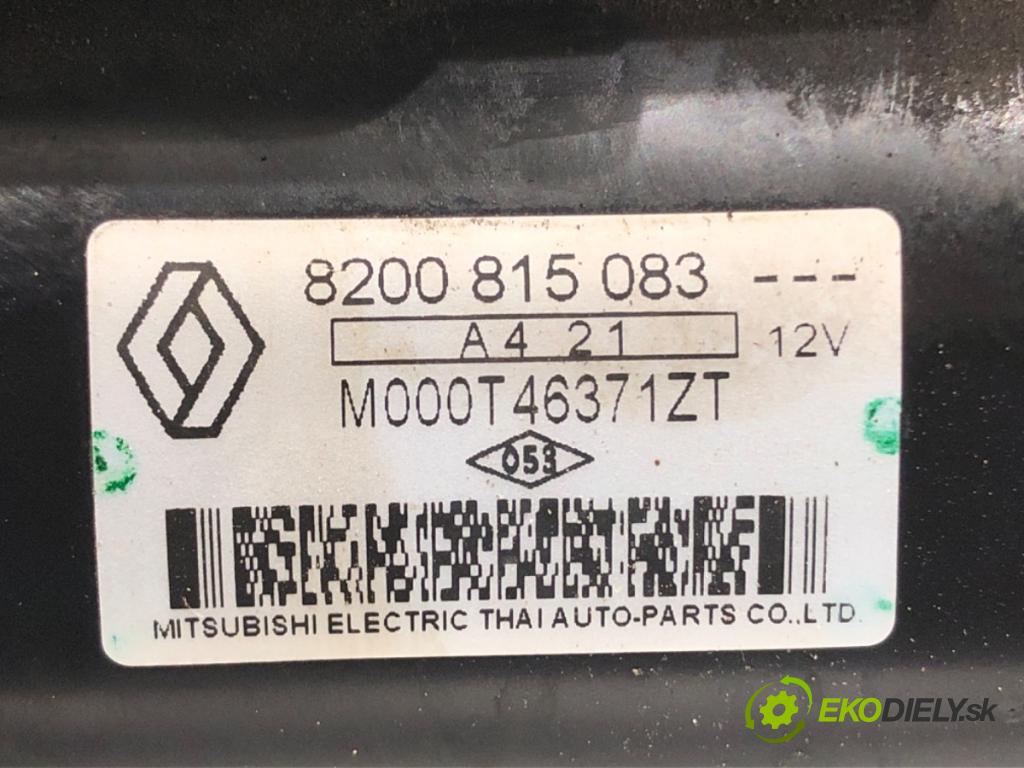 8200 815 083 ---
A4 21 12V
M000T46371ZT
053
MITSUBISHI ELECTRIC THAI AUTO-PARTS CO.,LTD.
EKODIELY.sk